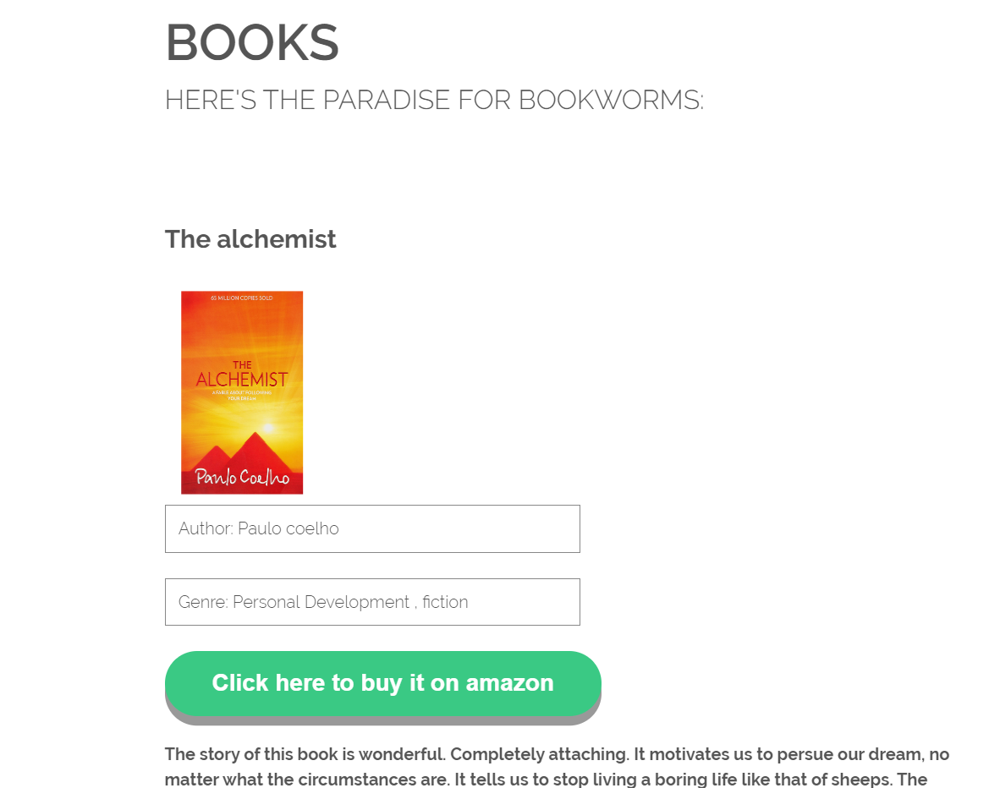 BOOKS
HERE'S THE PARADISE FOR BOOKWORMS:
The alchemist
65 MILLION COPIES SOLD
THE
ALCHEMIST
A FABLE ABOUT FOLLOWING
YOUR DREAM
Paulo Coelho
Author: Paulo coelho
Genre: Personal Development , fiction
Click here to buy it on amazon
The story of this book is wonderful. Completely attaching. It motivates us to persue our dream, no
matter what the circumstances are. It tells us to stop living a boring life like that of sheeps. The